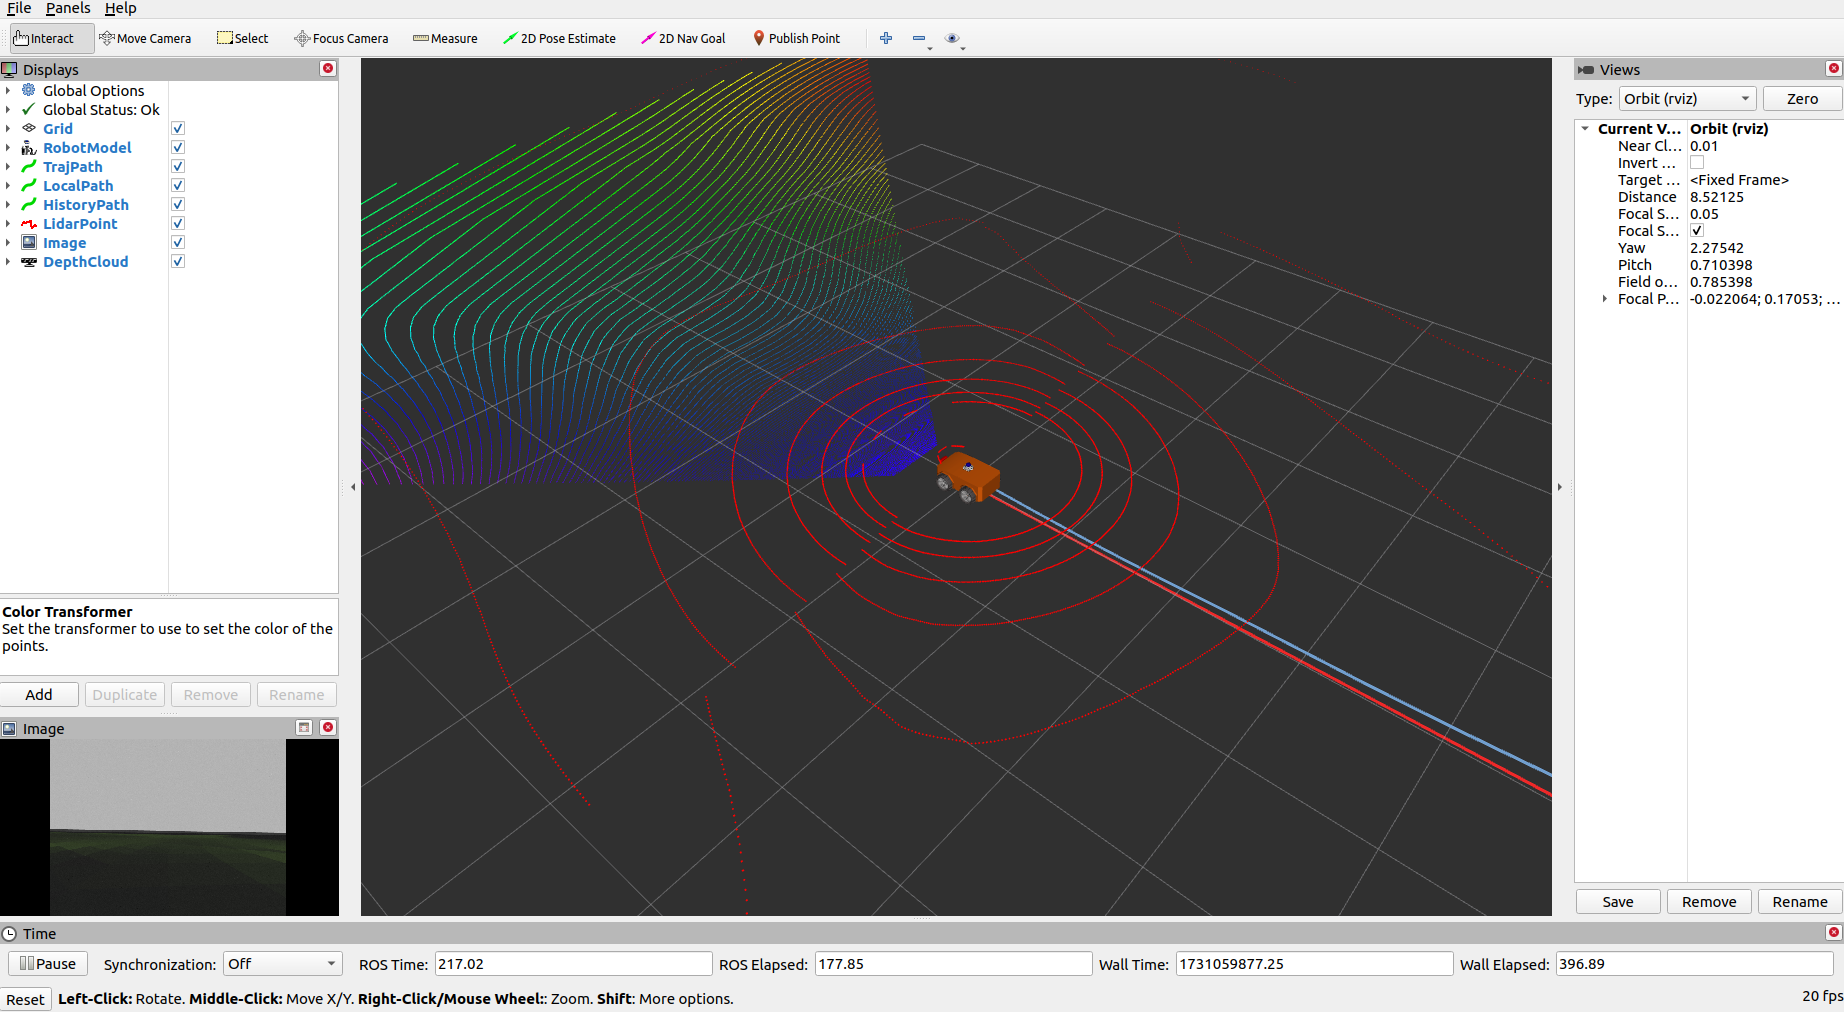 File Panels Help
Interact Move Camera Select Focus Camera Measure 2D Pose Estimate 2D Nav Goal Publish Point
Displays
Global Options
Global Status: Ok
Grid
RobotModel
TrajPath
LocalPath
HistoryPath
LidarPoint
Image
DepthCloud
Color Transformer
Set the transformer to use to set the color of the
points.
Add Duplicate Remove Rename
Image
Views
Type: Orbit (rviz) Zero
Current V... Orbit (rviz)
Near Cl... 0.01
Invert ...
Target ... <Fixed Frame>
Distance 8.52125
Focal S... 0.05
Focal S...
Yaw 2.27542
Pitch 0.710398
Field o... 0.785398
Focal P... -0.022064; 0.17053; ...
Save Remove Rename
Time
Pause Synchronization: Off ROS Time: 217.02 ROS Elapsed: 177.85 Wall Time: 1731059877.25 Wall Elapsed: 396.89
Reset Left-Click: Rotate. Middle-Click: Move X/Y. Right-Click/Mouse Wheel:: Zoom. Shift: More options. 20 fps